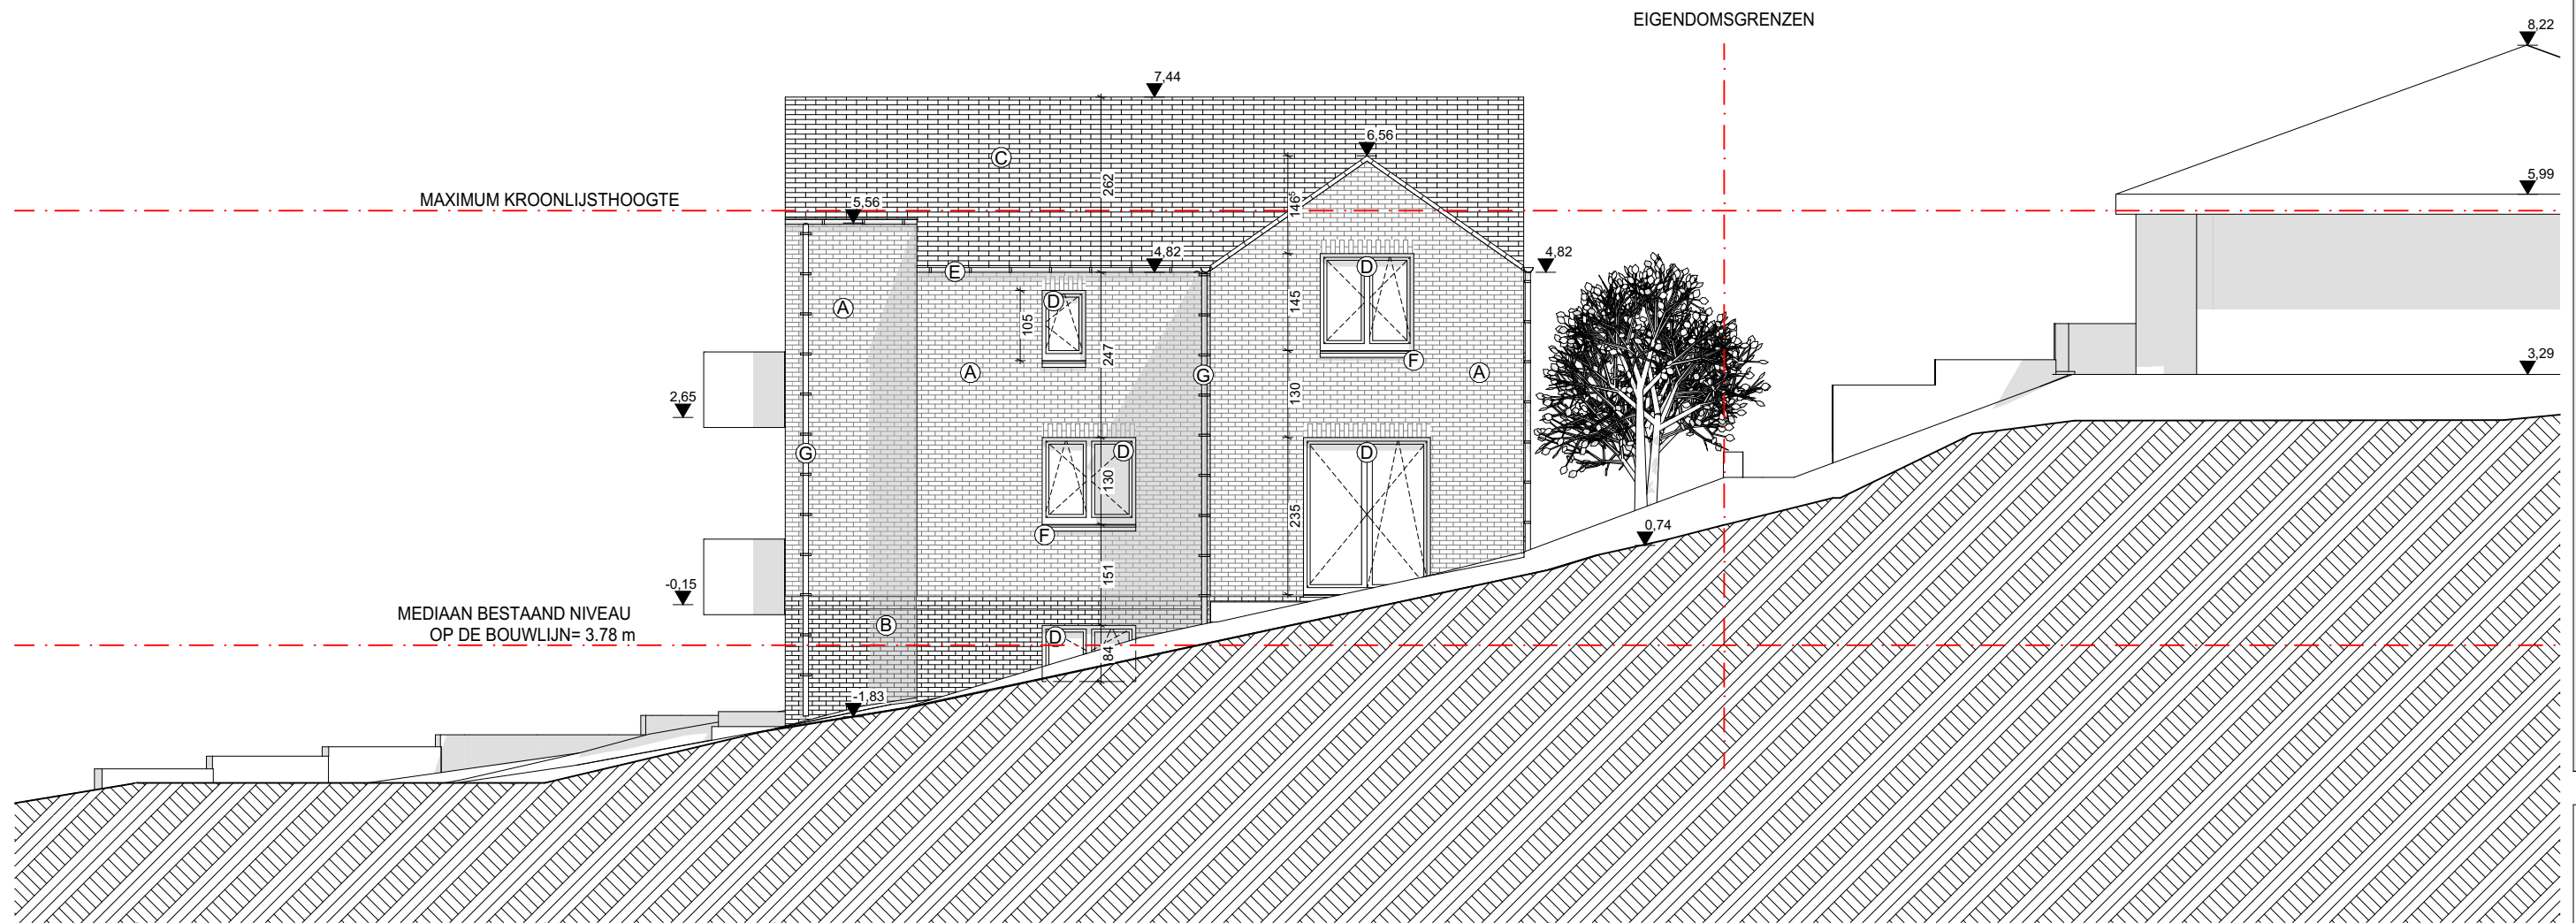 EIGENDOMSGRENZEN
8,22
7,44
6,56
C
262
146⁵
5,99
MAXIMUM KROONLIJSTHOOGTE
5,56
4,82
4,82
E
D
D
A
105
145
247
F
A
G
A
3,29
2,65
130
G
D
D
130
F
235
0,74
151
-0,15
MEDIAAN BESTAAND NIVEAU
OP DE BOUWLIJN= 3.78 m
B
D
84
-1,83